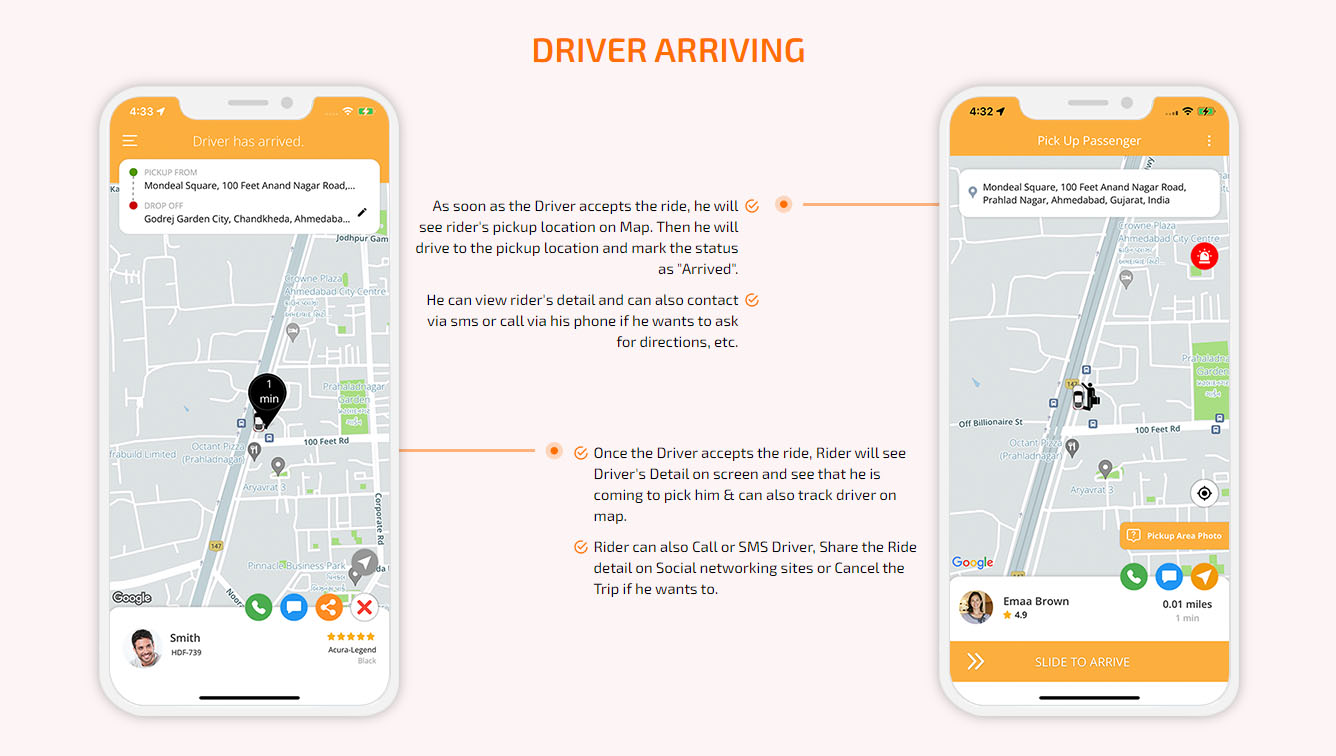 DRIVER ARRIVING
4:33
Driver has arrived.
PICKUP FROM
Mondeal Square, 100 Feet Anand Nagar Road,...
DROP OFF
Godrej Garden City, Chandkheda, Ahmedaba...
Jodhpur Gam
Crowne Plaza
Ahmedabad City Centre
1
min
Prahaladnagar
Garden
100 Feet Rd
Octant Pizza
(Prahladnagar)
frabuild Limited
Aryavrat 3
Corporate Rd
147
Pinnacle Business Park
Google
Smith
HDF-739
Acura-Legend
Black
As soon as the Driver accepts the ride, he will
see rider's pickup location on Map. Then he will
drive to the pickup location and mark the status
as "Arrived".
He can view rider's detail and can also contact
via sms or call via his phone if he wants to ask
for directions, etc.
Once the Driver accepts the ride, Rider will see
Driver's Detail on screen and see that he is
coming to pick him & can also track driver on
map.
Rider can also Call or SMS Driver, Share the Ride
detail on Social networking sites or Cancel the
Trip if he wants to.
4:32
Pick Up Passenger
Mondeal Square, 100 Feet Anand Nagar Road,
Prahlad Nagar, Ahmedabad, Gujarat, India
Crowne Plaza
Ahmedabad City Centre
Prahaladna
Garden
147
Off Billionaire St
100 Feet Rd
Octant Pizza
(Prahladnagar)
Aryavrat 3
Pickup Area Photo
Google
Emaa Brown
4.9
0.01 miles
1 min
SLIDE TO ARRIVE